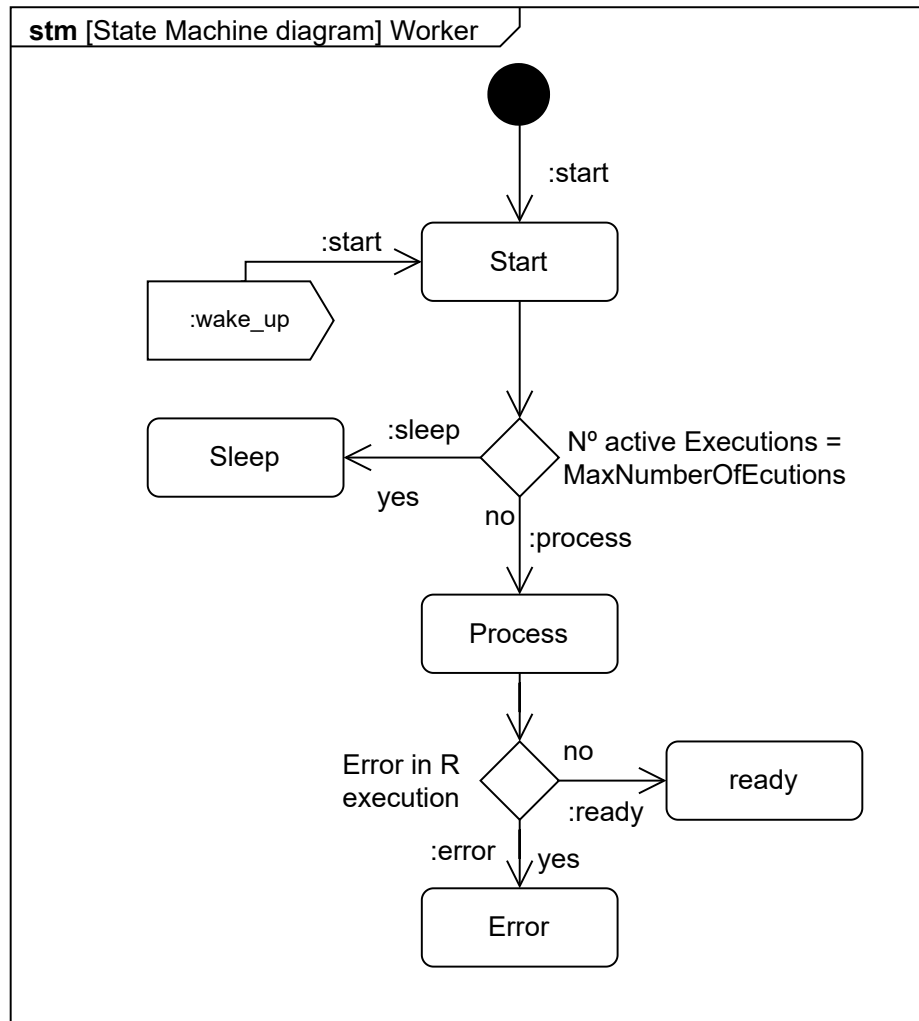 stm [State Machine diagram] Worker
:start
:start
Start
:wake_up
:sleep
Nº active Executions =
MaxNumberOfEcutions
Sleep
yes
no
:process
Process
Error in R
execution
no
ready
:ready
:error
yes
Error